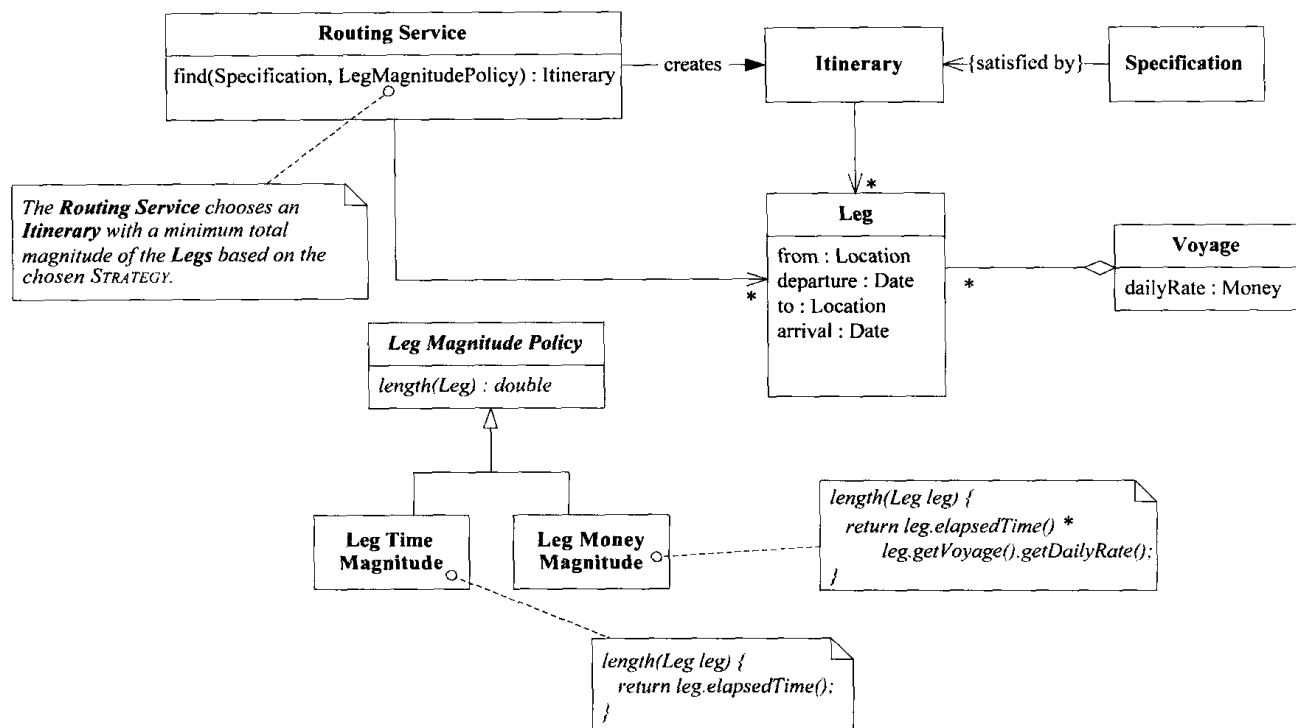 Routing Service
find(Specification, LegMagnitudePolicy) : Itinerary
creates
Itinerary
{satisfied by}
Specification
The Routing Service chooses an
Itinerary with a minimum total
magnitude of the Legs based on the
chosen STRATEGY.
*
*
Leg
from : Location
departure : Date
to : Location
arrival : Date
*
Voyage
dailyRate : Money
Leg Magnitude Policy
length(Leg) : double
Leg Time
Magnitude
Leg Money
Magnitude
length(Leg leg) {
return leg.elapsedTime() *
leg.getVoyage().getDailyRate();
}
length(Leg leg) {
return leg.elapsedTime();
}